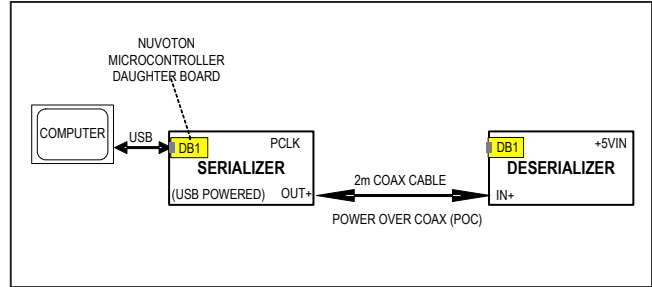 NUVOTON
MICROCONTROLLER
DAUGHTER BOARD
COMPUTER
USB
DB1
PCLK
SERIALIZER
(USB POWERED)
OUT+
2m COAX CABLE
POWER OVER COAX (POC)
DB1
+5VIN
DESERIALIZER
IN+